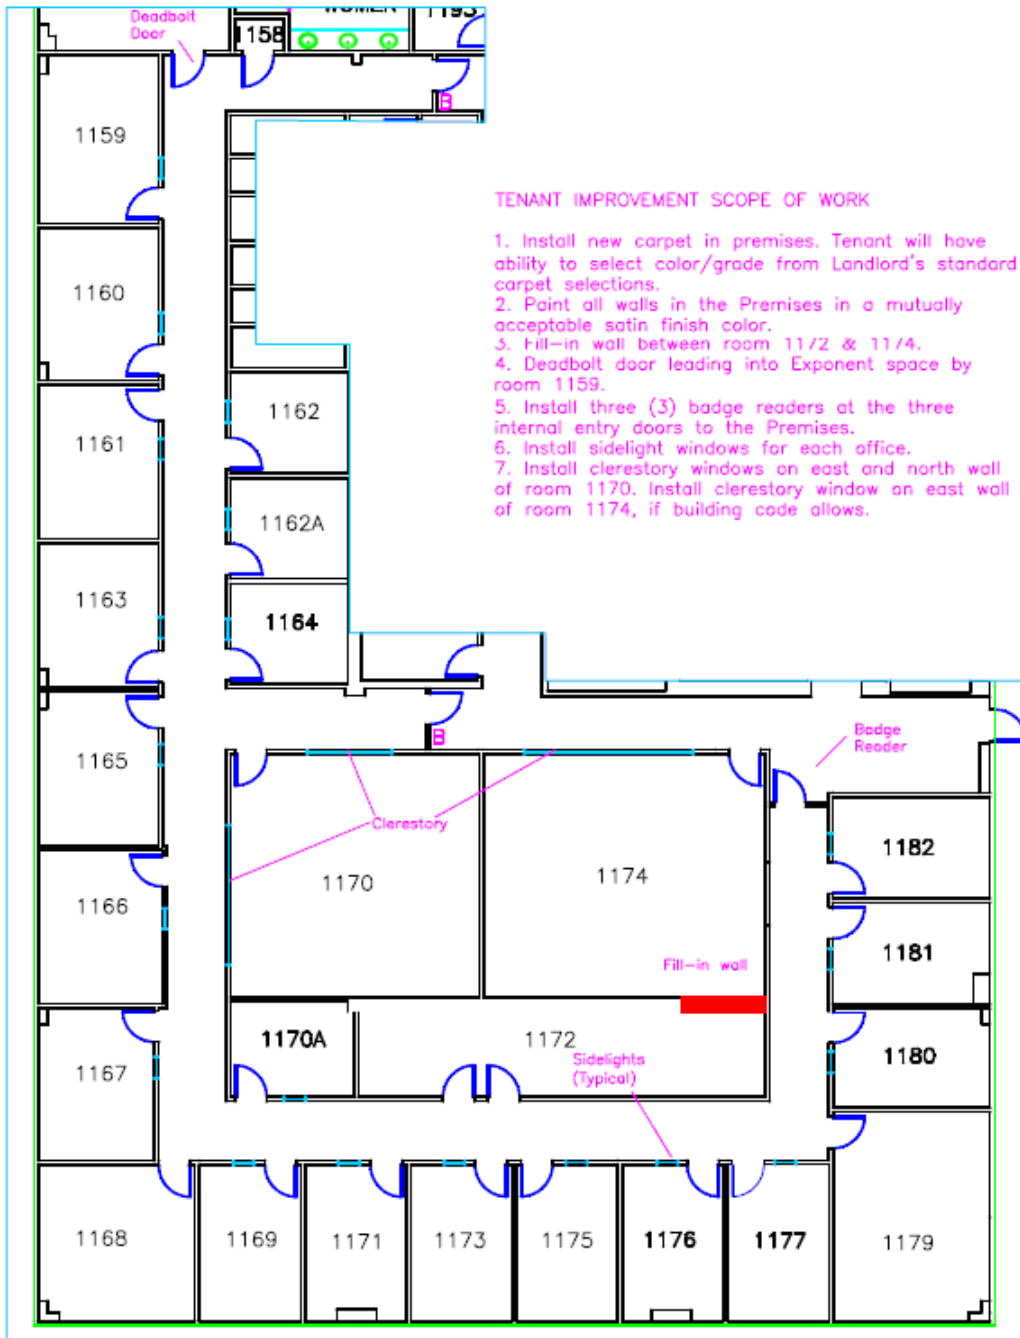 WOMEN
1193
Deadbolt
Door
1158
B
1159
TENANT IMPROVEMENT SCOPE OF WORK
1. Install new carpet in premises. Tenant will have
ability to select color/grade from Landlord's standard
carpet selections.
2. Paint all walls in the Premises in a mutually
acceptable satin finish color.
3. Fill-in wall between room 1172 & 1174.
4. Deadbolt door leading into Exponent space by
room 1159.
5. Install three (3) badge readers at the three
internal entry doors to the Premises.
6. Install sidelight windows for each office.
7. Install clerestory windows on east and north wall
of room 1170. Install clerestory window on east wall
of room 1174, if building code allows.
1160
1162
1161
1162A
1163
1164
B
Badge
Reader
1165
Clerestory
1182
1170
1174
1166
1181
Fill-in wall
1170A
1172
1180
Sidelights
(Typical)
1167
1168
1169
1171
1173
1175
1176
1177
1179